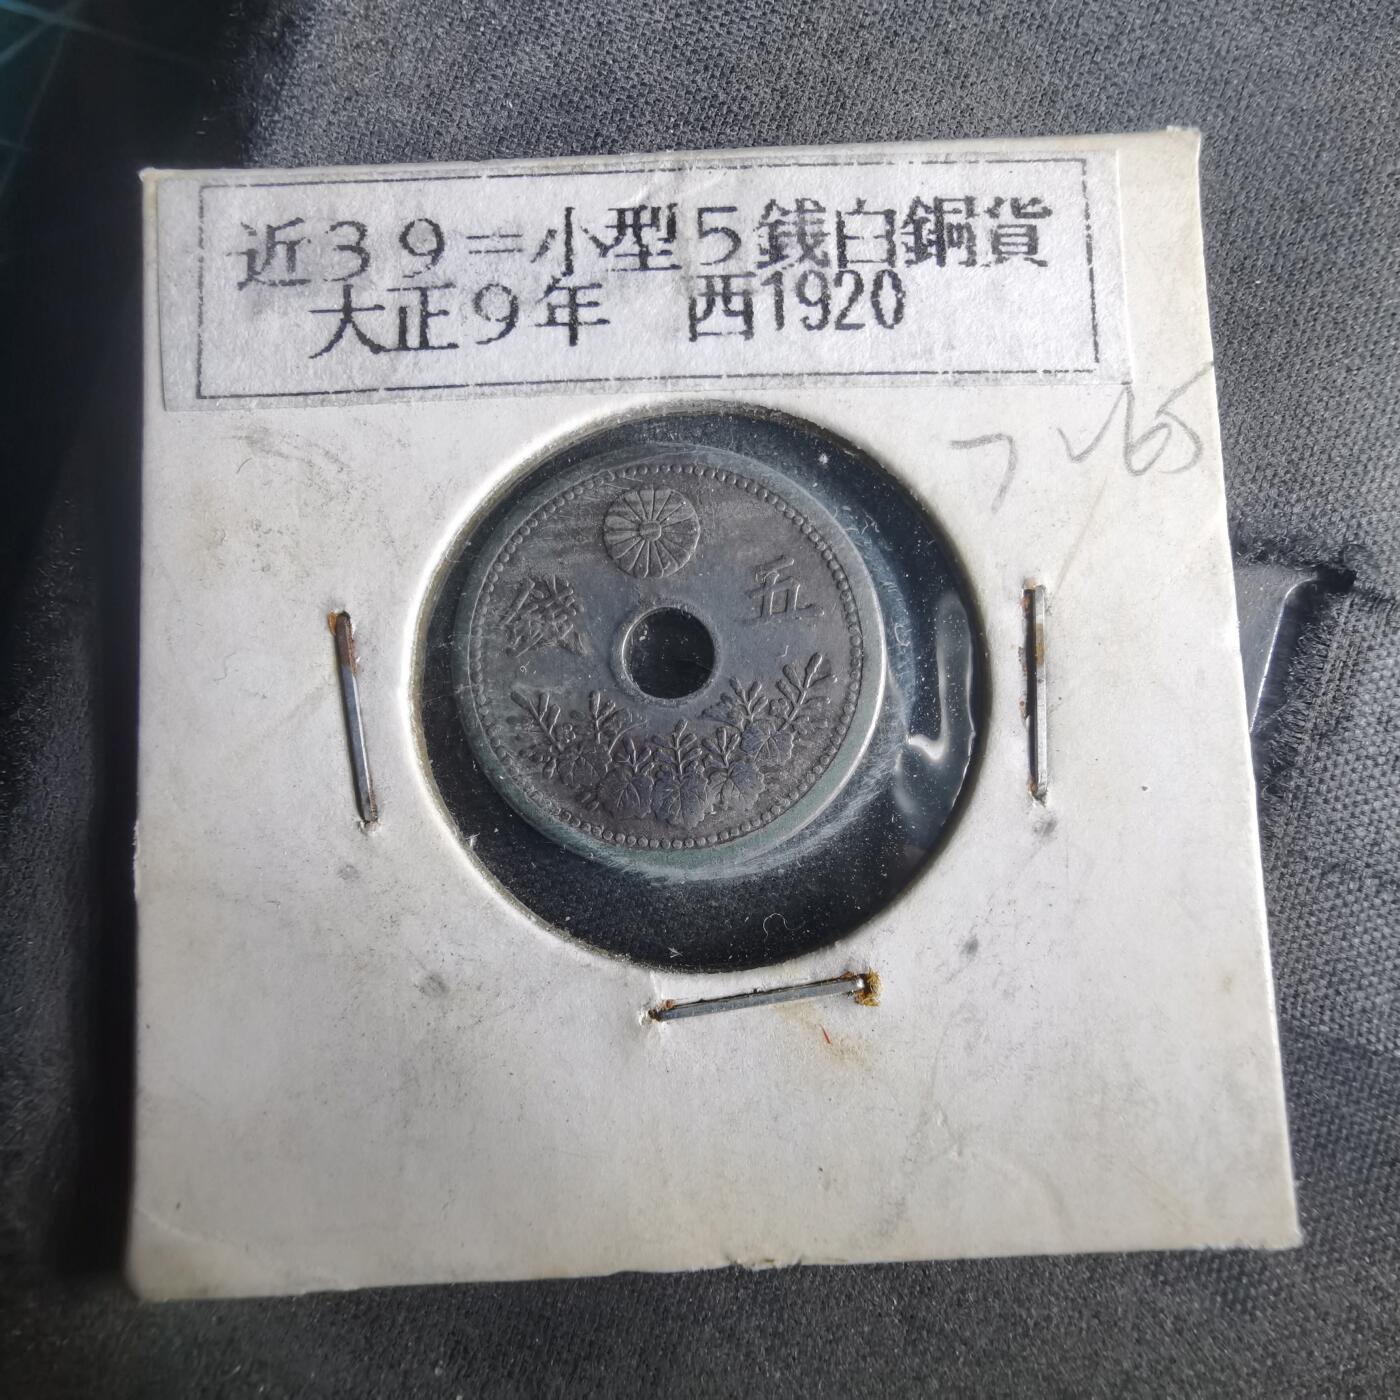 近39=小型5銭白銅貨
大正9年 西1920
五
錢